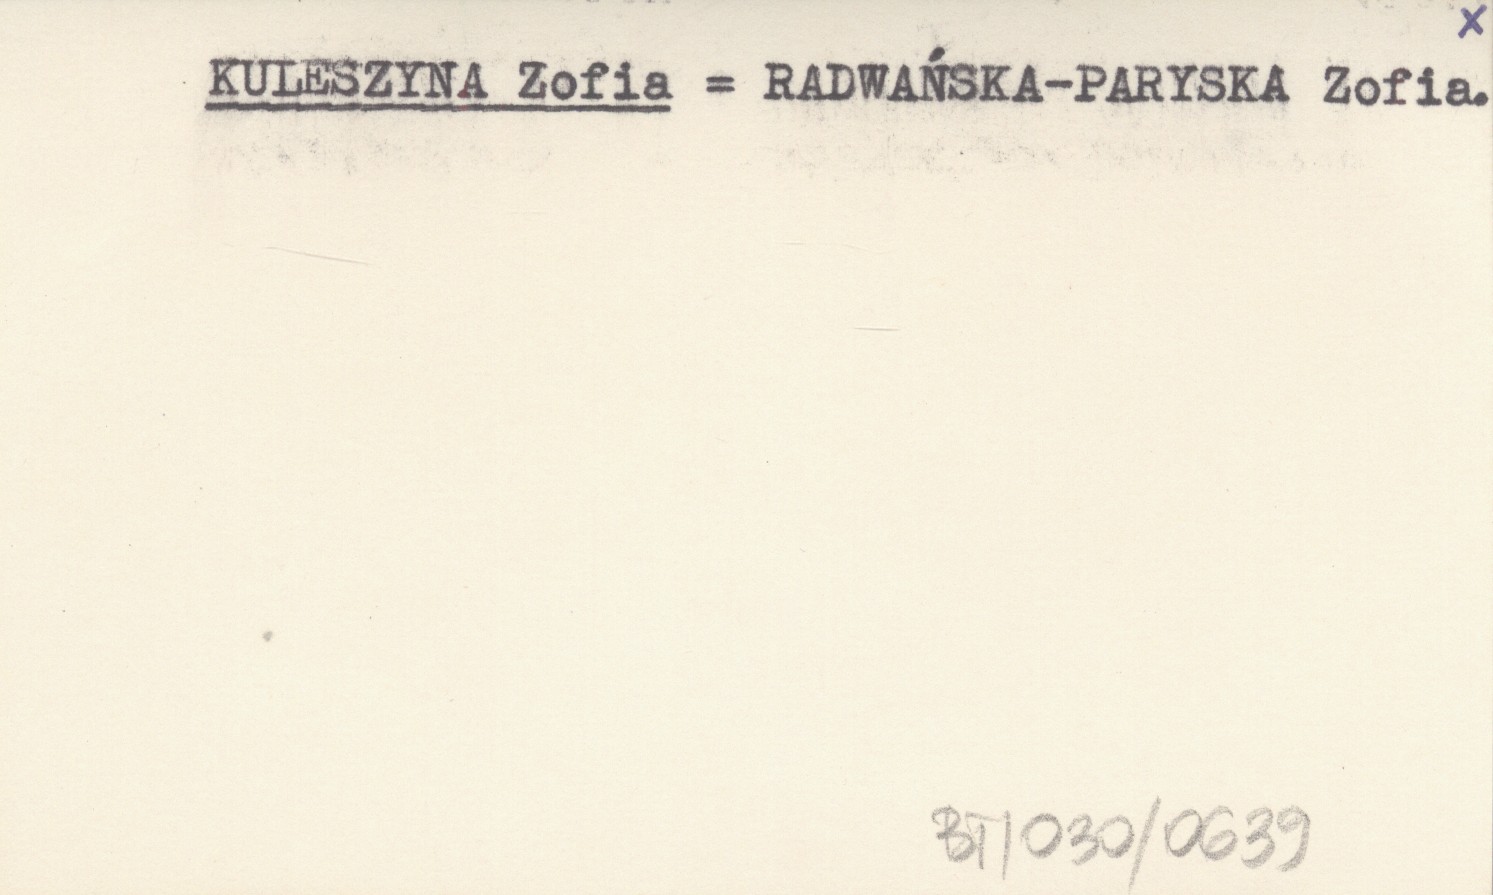 x
KULESZYNA Zofia = RADWAŃSKA-PARYSKA Zofia.
BT/030/0639